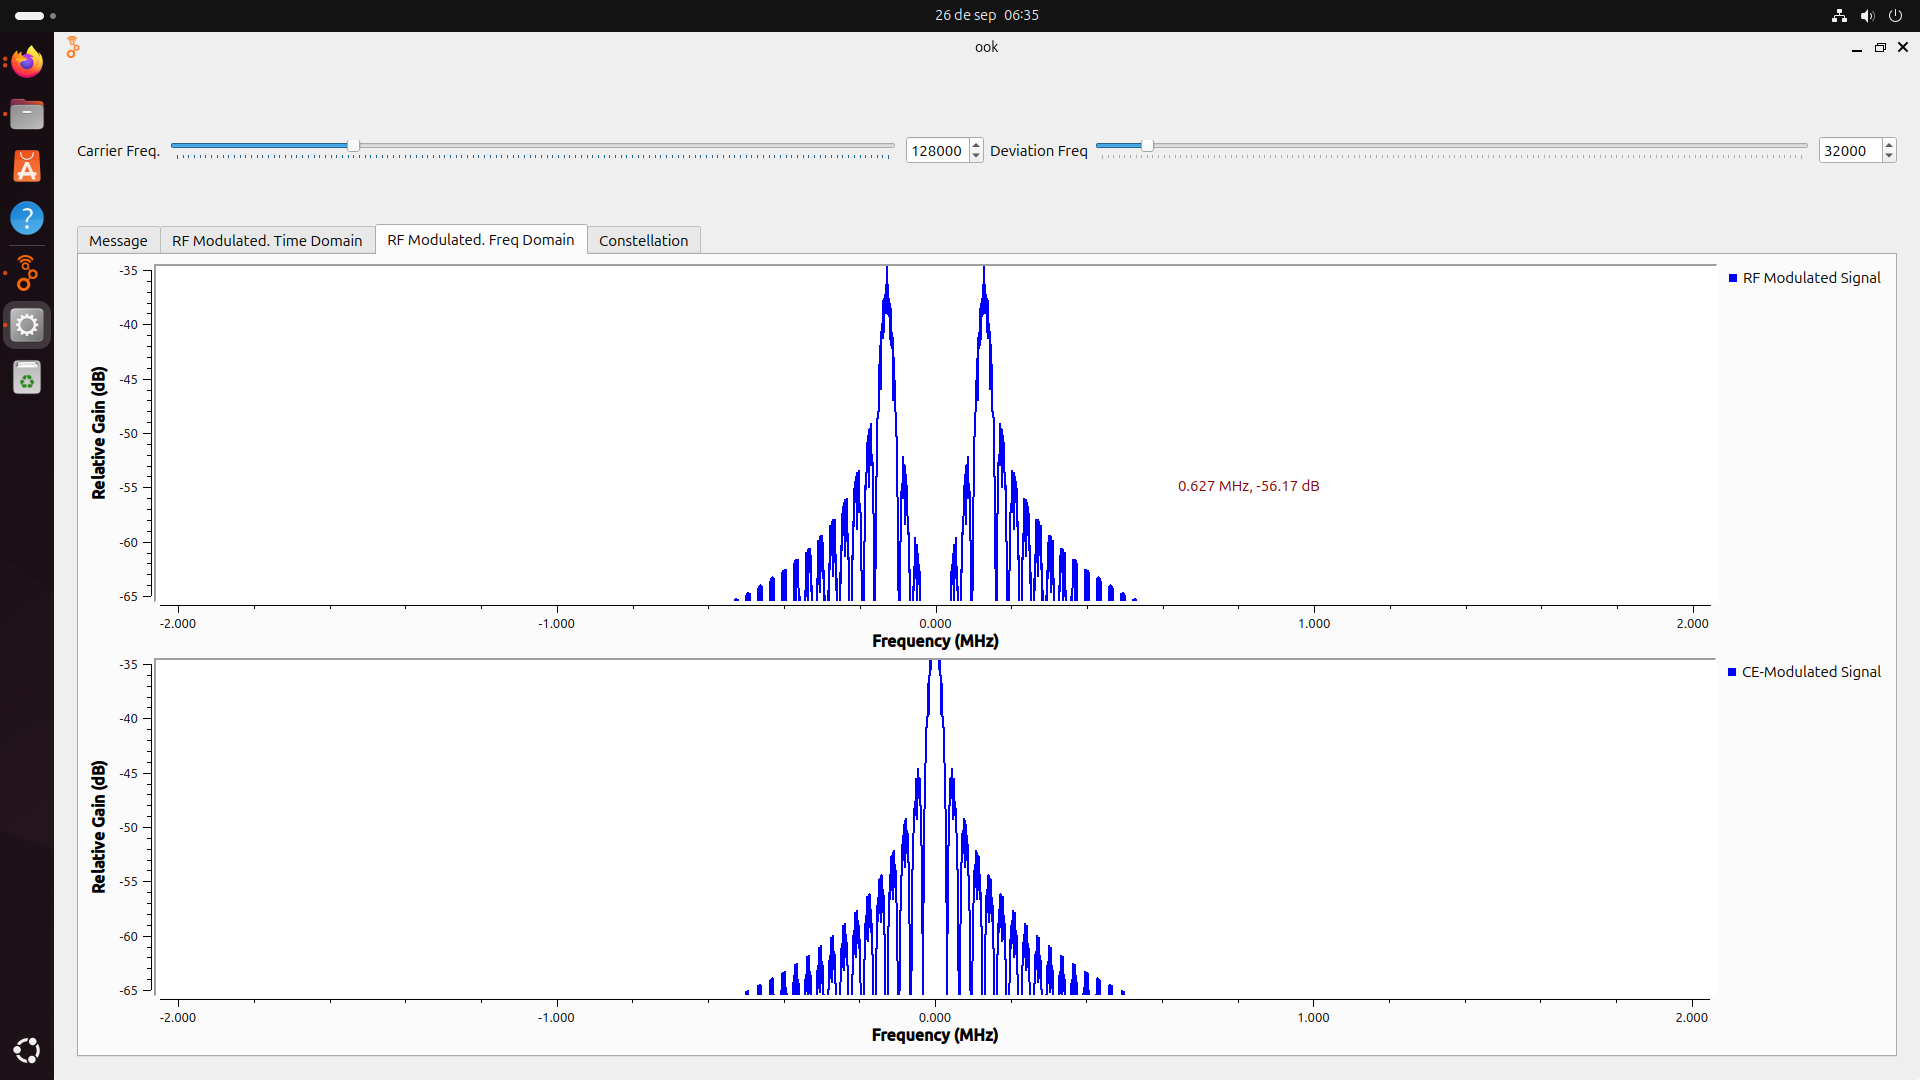 26 de sep 06:35
ook
Carrier Freq.
128000
Deviation Freq
32000
Message
RF Modulated. Time Domain
RF Modulated. Freq Domain
Constellation
-35
-40
-45
-50
-55
-60
-65
Relative Gain (dB)
RF Modulated Signal
0.627 MHz, -56.17 dB
-2.000
-1.000
0.000
1.000
2.000
Frequency (MHz)
-35
-40
-45
-50
-55
-60
-65
Relative Gain (dB)
CE-Modulated Signal
-2.000
-1.000
0.000
1.000
2.000
Frequency (MHz)